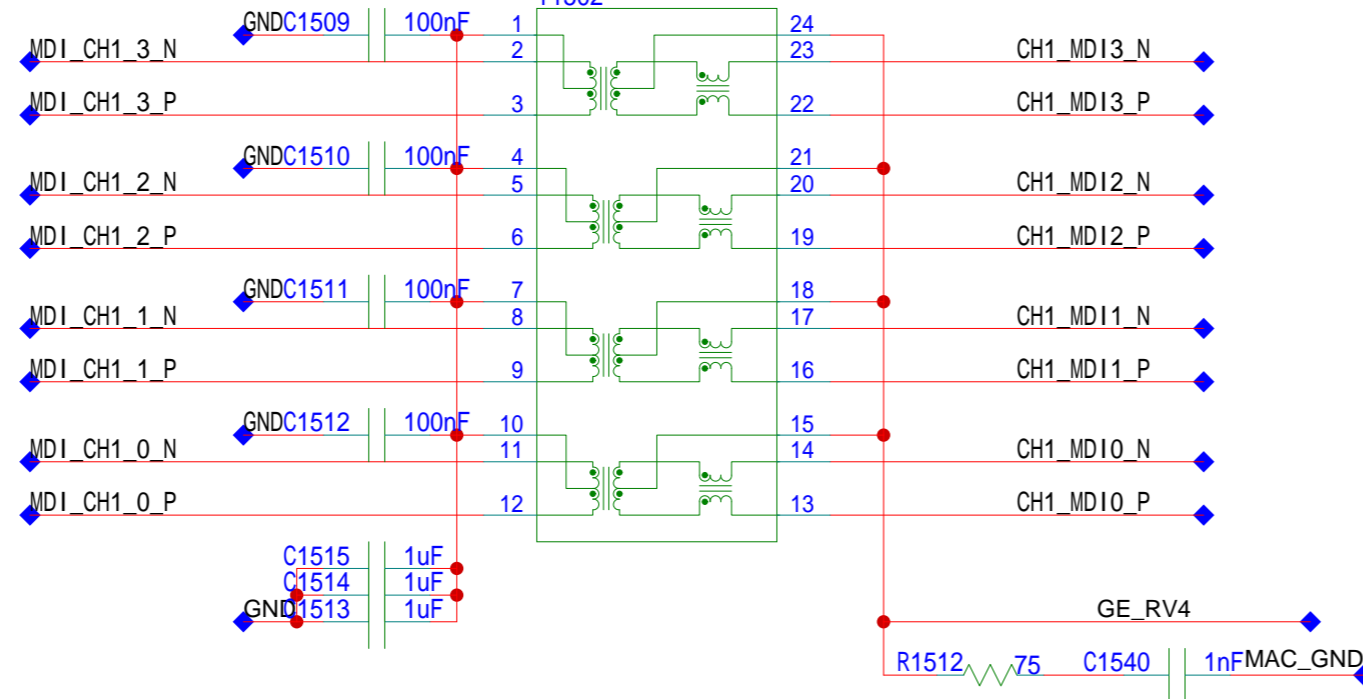 GND C1509 100nF 1 24
MDI_CH1_3_N 2 23 CH1_MDI3_N
MDI_CH1_3_P 3 22 CH1_MDI3_P
GND C1510 100nF 4 21
MDI_CH1_2_N 5 20 CH1_MDI2_N
MDI_CH1_2_P 6 19 CH1_MDI2_P
GND C1511 100nF 7 18
MDI_CH1_1_N 8 17 CH1_MDI1_N
MDI_CH1_1_P 9 16 CH1_MDI1_P
GND C1512 100nF 10 15
MDI_CH1_0_N 11 14 CH1_MDI0_N
MDI_CH1_0_P 12 13 CH1_MDI0_P
C1515 1uF
C1514 1uF
GND C1513 1uF
GE_RV4
R1512 75 C1540 1nF MAC_GND